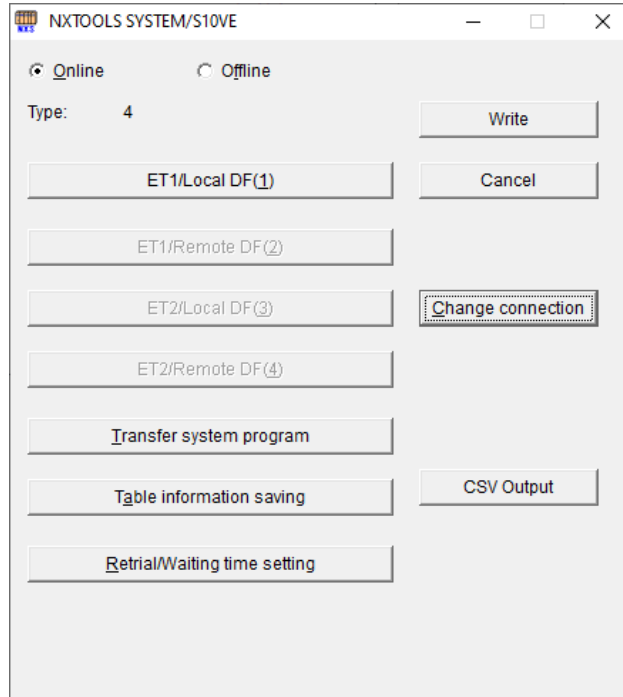 NXS
NXTOOLS SYSTEM/S10VE
Online
Offline
Type: 4
Write
ET1/Local DF(1)
Cancel
ET1/Remote DF(2)
ET2/Local DF(3)
Change connection
ET2/Remote DF(4)
Transfer system program
Table information saving
CSV Output
Retrial/Waiting time setting